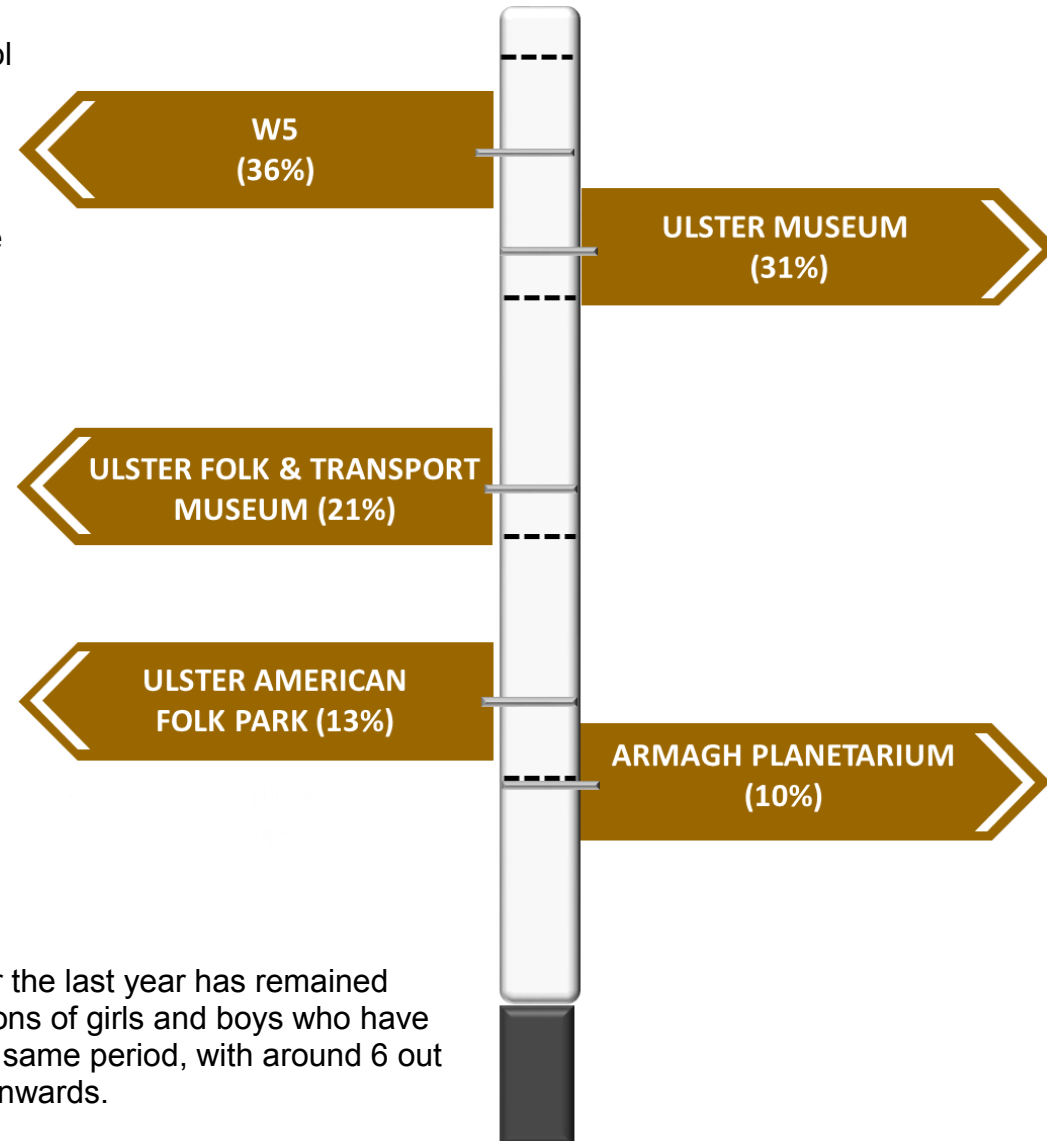 ol
W5
(36%)
e
ULSTER MUSEUM
(31%)
ULSTER FOLK & TRANSPORT
MUSEUM (21%)
ULSTER AMERICAN
FOLK PARK (13%)
ARMAGH PLANETARIUM
(10%)
r the last year has remained
ons of girls and boys who have
same period, with around 6 out
nwards.